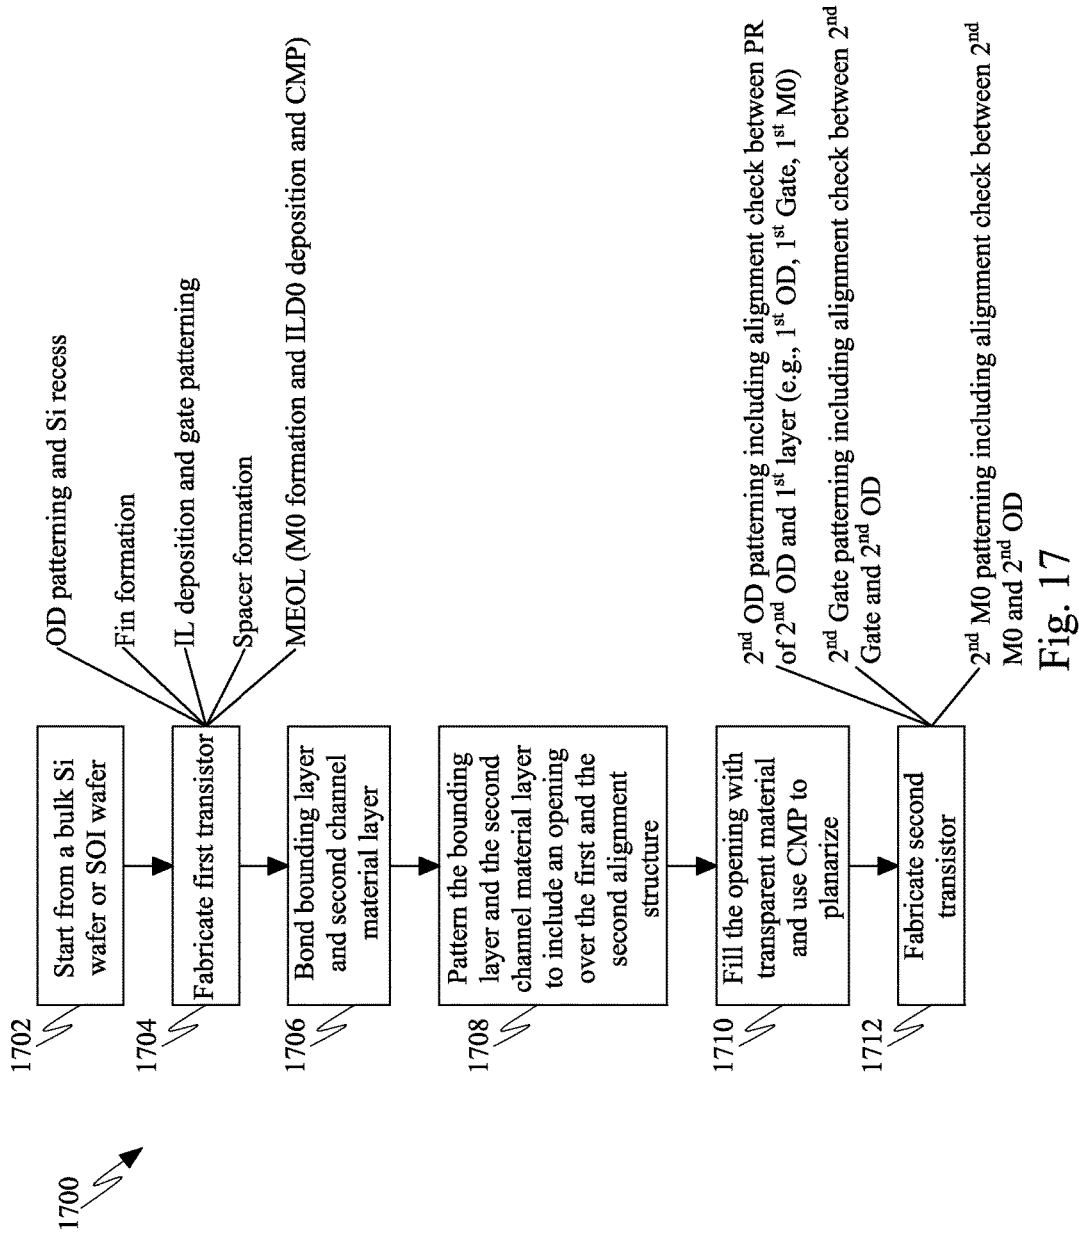 1700
1702
Start from a bulk Si
wafer or SOI wafer
1704
Fabricate first transistor
OD patterning and Si recess
Fin formation
IL deposition and gate patterning
Spacer formation
MEOL (M0 formation and ILD0 deposition and CMP)
1706
Bond bounding layer
and second channel
material layer
1708
Pattern the bounding
layer and the second
channel material layer
to include an opening
over the first and the
second alignment
structure
1710
Fill the opening with
transparent material
and use CMP to
planarize
1712
Fabricate second
transistor
2nd OD patterning including alignment check between PR
of 2nd OD and 1st layer (e.g., 1st OD, 1st Gate, 1st M0)
2nd Gate patterning including alignment check between 2nd
Gate and 2nd OD
2nd M0 patterning including alignment check between 2nd
M0 and 2nd OD
Fig. 17